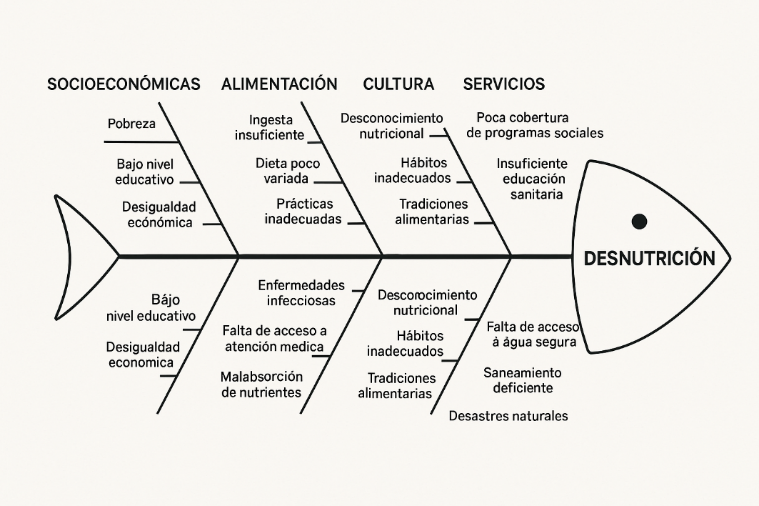 SOCIOECONÓMICAS
ALIMENTACIÓN
CULTURA
SERVICIOS
Pobreza
Bajo nivel
educativo
Desigualdad
ecónómica
Ingesta
insuficiente
Dieta poco
variada
Prácticas
inadecuadas
Desconocimiento
nutricional
Hábitos
inadecuados
Tradiciones
alimentarias
Poca cobertura
de programas sociales
Insuficiente
educación
sanitaria
DESNUTRICIÓN
Bájo
nivel educativo
Desigualdad
economica
Enfermedades
infecciosas
Falta de acceso a
atención medica
Malabsorción
de nutrientes
Desconocimiento
nutricional
Hábitos
inadecuados
Tradiciones
alimentarias
Falta de acceso
à água segura
Saneamiento
deficiente
Desastres naturales